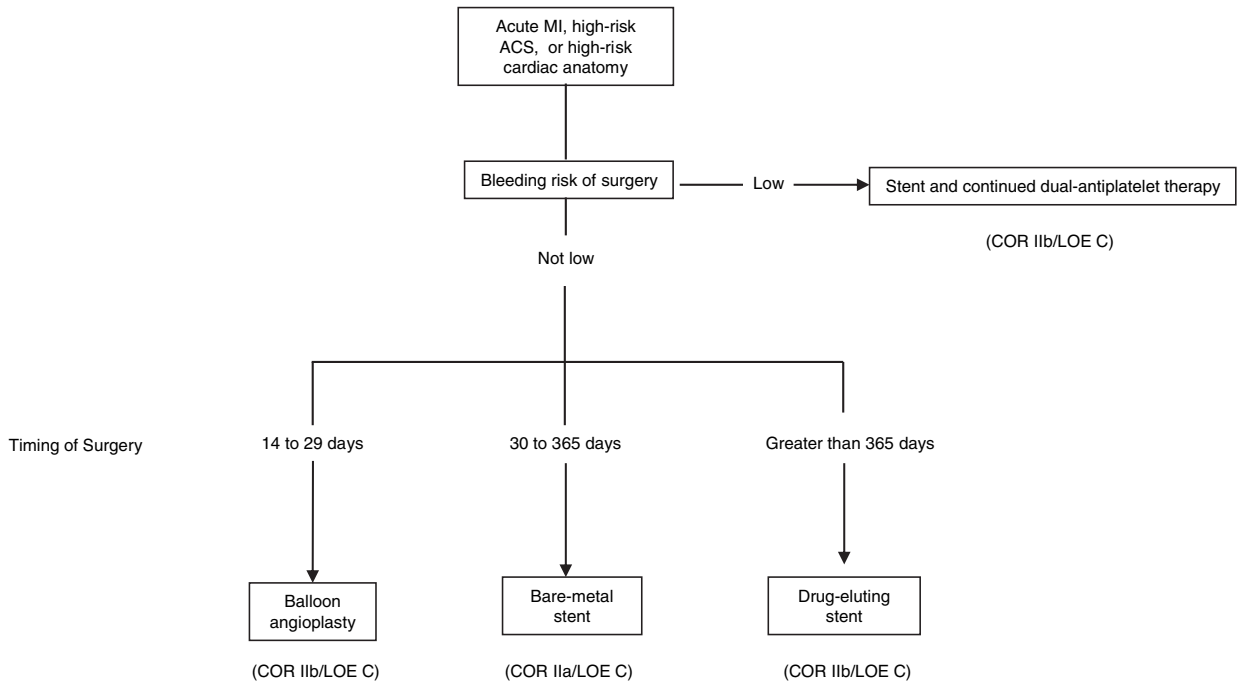 Acute MI, high-risk
ACS, or high-risk
cardiac anatomy
Bleeding risk of surgery
Low
Stent and continued dual-antiplatelet therapy
(COR IIb/LOE C)
Not low
Timing of Surgery
14 to 29 days
30 to 365 days
Greater than 365 days
Balloon
angioplasty
Bare-metal
stent
Drug-eluting
stent
(COR IIb/LOE C)
(COR IIa/LOE C)
(COR IIb/LOE C)